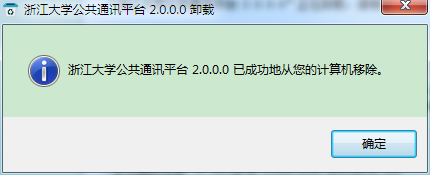 浙江大学公共通讯平台 2.0.0.0 卸载
浙江大学公共通讯平台 2.0.0.0 已成功地从您的计算机移除。
确定